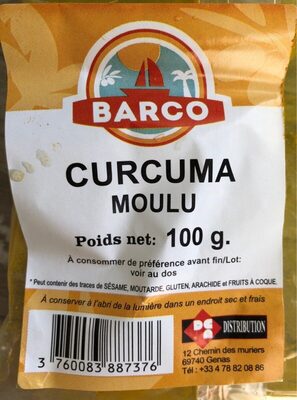 BARCO
CURCUMA
MOULU
Poids net: 100 g.
À consommer de préférence avant fin/Lot:
voir au dos
* Peut contenir des traces de SÉSAME, MOUTARDE, GLUTEN, ARACHIDE et FRUITS À COQUE.
À conserver à l'abri de la lumière dans un endroit sec et frais
DISTRIBUTION
12 Chemin des muriers
69740 Genas
Tél : +33 4 78 82 08 86
3 760083 887376